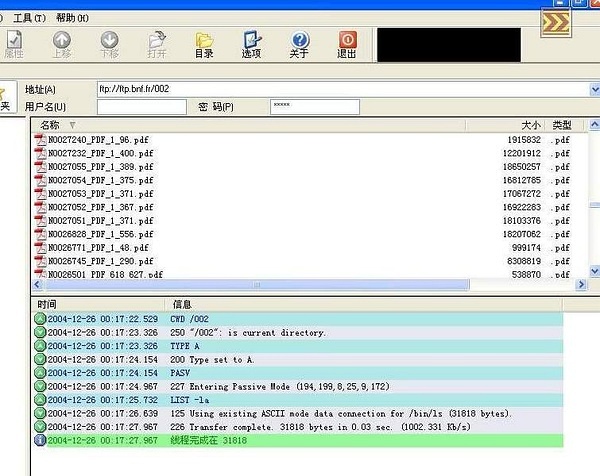 ) 工具(T) 帮助(H)
属性 上移 下移 打开 目录 选项 关于 退出
夹
地址(A) ftp://ftp.bnf.fr/002
用户名(U) 密 码(P) *****
名称 大小 类型
N0027240_PDF_1_96.pdf 1915832 .pdf
N0027232_PDF_1_400.pdf 12201912 .pdf
N0027055_PDF_1_389.pdf 18650257 .pdf
N0027054_PDF_1_375.pdf 16812785 .pdf
N0027053_PDF_1_371.pdf 17067272 .pdf
N0027052_PDF_1_367.pdf 16922283 .pdf
N0027051_PDF_1_371.pdf 18103376 .pdf
N0026828_PDF_1_556.pdf 18207062 .pdf
N0026771_PDF_1_48.pdf 999174 .pdf
N0026745_PDF_1_290.pdf 8308819 .pdf
N0026501_PDF_618_627.pdf 538870 .pdf
时间 信息
2004-12-26 00:17:22.529 CWD /002
2004-12-26 00:17:23.326 250 "/002": is current directory.
2004-12-26 00:17:23.326 TYPE A
2004-12-26 00:17:24.154 200 Type set to A.
2004-12-26 00:17:24.154 PASV
2004-12-26 00:17:24.967 227 Entering Passive Mode (194,199,8,25,9,172)
2004-12-26 00:17:25.732 LIST -la
2004-12-26 00:17:26.639 125 Using existing ASCII mode data connection for /bin/ls (31818 bytes).
2004-12-26 00:17:27.967 226 Transfer complete. 31818 bytes in 0.03 sec. (1002.331 Kb/s)
2004-12-26 00:17:27.967 线程完成在 31818